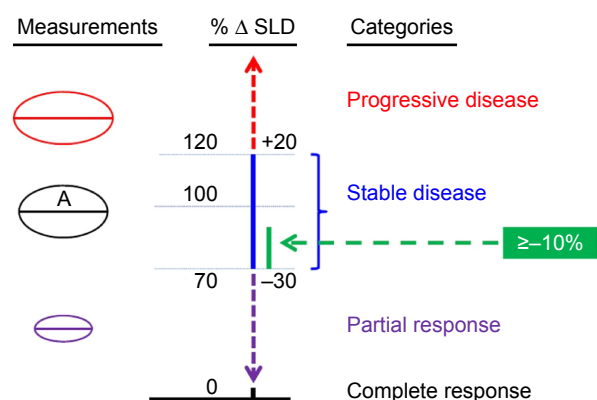 Measurements % Δ SLD Categories
Progressive disease
120 +20
A 100 Stable disease
≥–10%
70 –30
Partial response
0 Complete response